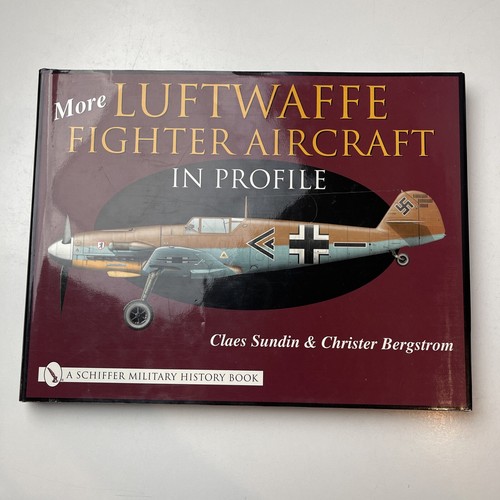 More LUFTWAFFE
FIGHTER AIRCRAFT
IN PROFILE
Claes Sundin & Christer Bergstrom
A SCHIFFER MILITARY HISTORY BOOK